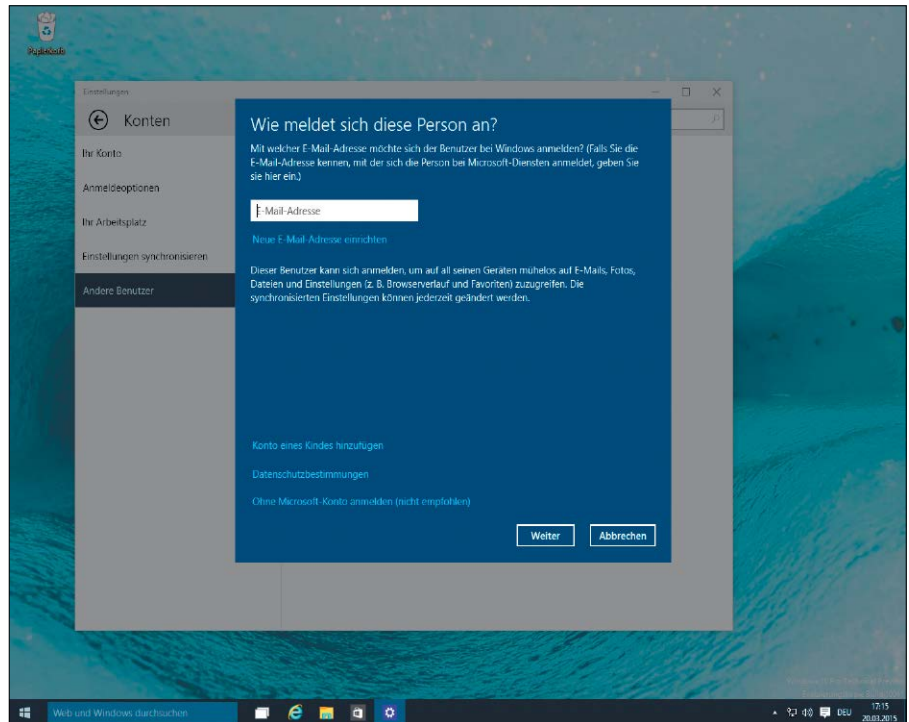 Papierkorb
Einstellungen
Konten
Ihr Konto
Anmeldeoptionen
Ihr Arbeitsplatz
Einstellungen synchronisieren
Andere Benutzer
Wie meldet sich diese Person an?
Mit welcher E-Mail-Adresse möchte sich der Benutzer bei Windows anmelden? (Falls Sie die
E-Mail-Adresse kennen, mit der sich die Person bei Microsoft-Diensten anmeldet, geben Sie
sie hier ein.)
E-Mail-Adresse
Neue E-Mail-Adresse einrichten
Dieser Benutzer kann sich anmelden, um auf all seinen Geräten mühelos auf E-Mails, Fotos,
Dateien und Einstellungen (z. B. Browserverlauf und Favoriten) zuzugreifen. Die
synchronisierten Einstellungen können jederzeit geändert werden.
Konto eines Kindes hinzufügen
Datenschutzbestimmungen
Ohne Microsoft-Konto anmelden (nicht empfohlen)
Weiter
Abbrechen
Web und Windows durchsuchen
DEU
17:15
20.03.2015